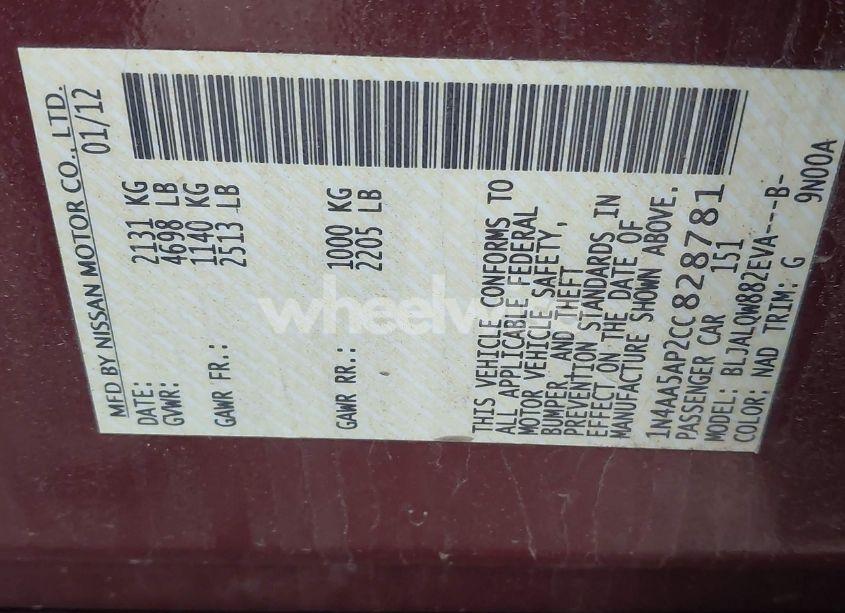 MFD BY NISSAN MOTOR CO., LTD.
DATE: 01/12
GVWR: 2131 KG
4698 LB
GAWR FR.: 1140 KG
2513 LB
GAWR RR.: 1000 KG
2205 LB
THIS VEHICLE CONFORMS TO
ALL APPLICABLE FEDERAL
MOTOR VEHICLE SAFETY,
BUMPER, AND THEFT
PREVENTION STANDARDS IN
EFFECT ON THE DATE OF
MANUFACTURE SHOWN ABOVE.
1N4AA5AP2CC828781
PASSENGER CAR 151
MODEL: BLJALQW882EVA---B-
COLOR: NAD TRIM: G 9N00A